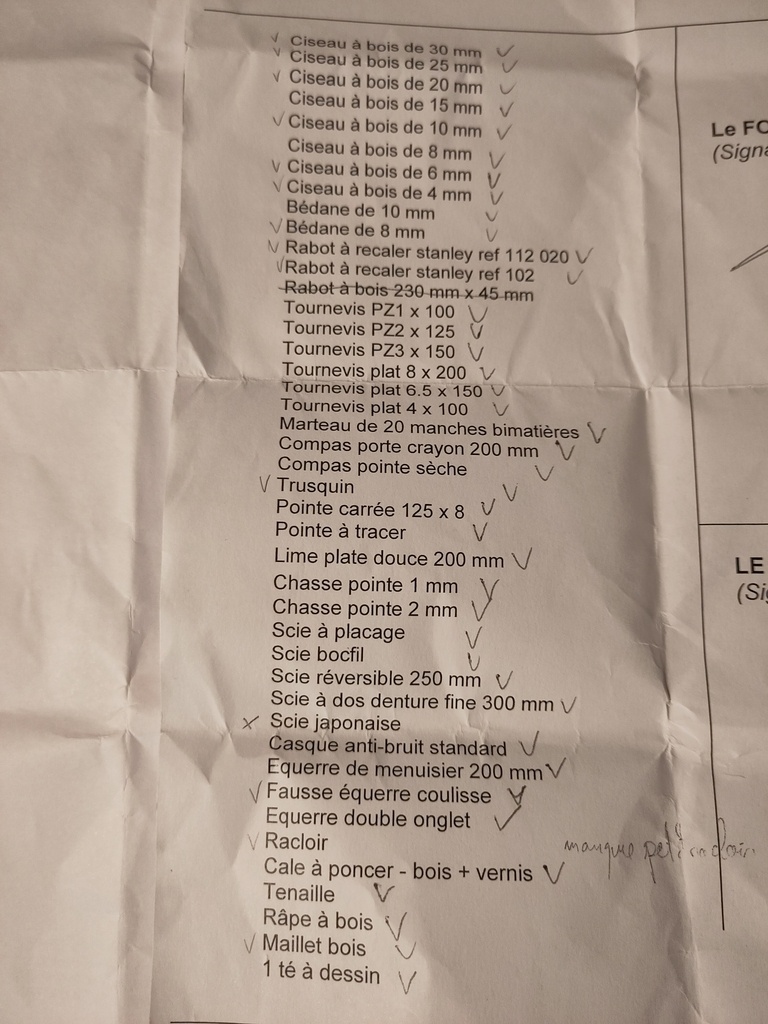 Ciseau à bois de 30 mm
Ciseau à bois de 25 mm
Ciseau à bois de 20 mm
Ciseau à bois de 15 mm
Ciseau à bois de 10 mm
Ciseau à bois de 8 mm
Ciseau à bois de 6 mm
Ciseau à bois de 4 mm
Bédane de 10 mm
Bédane de 8 mm
Rabot à recaler stanley ref 112 020
Rabot à recaler stanley ref 102
Rabot à bois 230 mm x 45 mm
Tournevis PZ1 x 100
Tournevis PZ2 x 125
Tournevis PZ3 x 150
Tournevis plat 8 x 200
Tournevis plat 6.5 x 150
Tournevis plat 4 x 100
Marteau de 20 manches bimatières
Compas porte crayon 200 mm
Compas pointe sèche
Trusquin
Pointe carrée 125 x 8
Pointe à tracer
Lime plate douce 200 mm
Chasse pointe 1 mm
Chasse pointe 2 mm
Scie à placage
Scie bocfil
Scie réversible 250 mm
Scie à dos denture fine 300 mm
Scie japonaise
Casque anti-bruit standard
Equerre de menuisier 200 mm
Fausse équerre coulisse
Equerre double onglet
Racloir
manque
Cale à poncer - bois + vernis
Tenaille
Râpe à bois
Maillet bois
1 té à dessin
Le FO
(Signa
LE
(Si